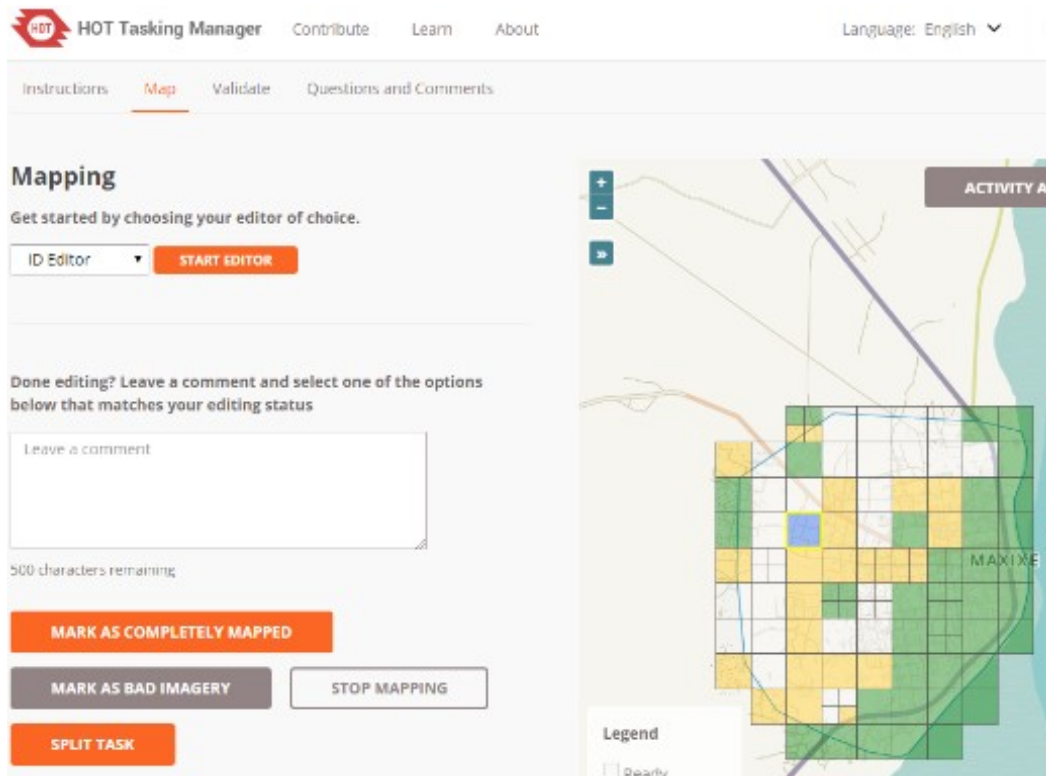 HOT HOT Tasking Manager Contribute Learn About Language: English
Instructions Map Validate Questions and Comments
Mapping
Get started by choosing your editor of choice.
ID Editor START EDITOR
Done editing? Leave a comment and select one of the options
below that matches your editing status
Leave a comment
500 characters remaining
MARK AS COMPLETELY MAPPED
MARK AS BAD IMAGERY STOP MAPPING
SPLIT TASK
+
−
»
ACTIVITY A
MAXIXE
Legend
Ready